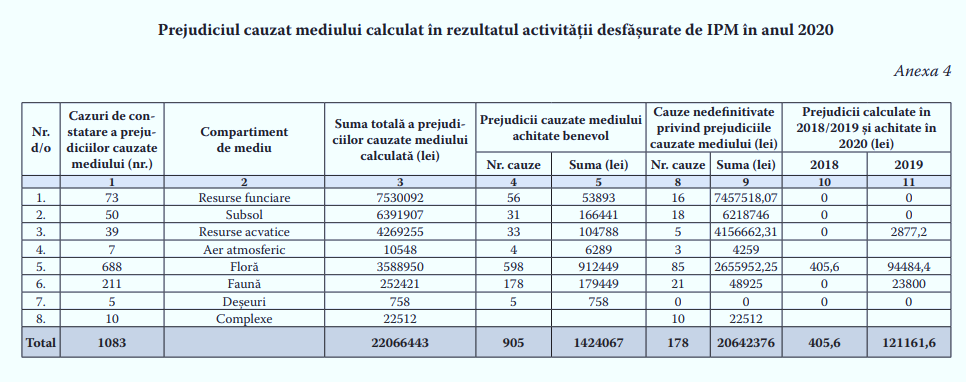 Prejudiciul cauzat mediului calculat în rezultatul activității desfășurate de IPM în anul 2020
Anexa 4
Nr. d/o | Cazuri de constatare a prejudiciilor cauzate mediului (nr.) | Compartiment de mediu | Suma totală a prejudiciilor cauzate mediului calculată (lei) | Prejudicii cauzate mediului achitate benevol | Cauze nedefinitivate privind prejudiciile cauzate mediului (lei) | Prejudicii calculate în 2018/2019 și achitate în 2020 (lei)
Nr. cauze | Suma (lei) | Nr. cauze | Suma (lei) | 2018 | 2019
1 | 2 | 3 | 4 | 5 | 8 | 9 | 10 | 11
1. | 73 | Resurse funciare | 7530092 | 56 | 53893 | 16 | 7457518,07 | 0 | 0
2. | 50 | Subsol | 6391907 | 31 | 166441 | 18 | 6218746 | 0 | 0
3. | 39 | Resurse acvatice | 4269255 | 33 | 104788 | 5 | 4156662,31 | 0 | 2877,2
4. | 7 | Aer atmosferic | 10548 | 4 | 6289 | 3 | 4259
5. | 688 | Floră | 3588950 | 598 | 912449 | 85 | 2655952,25 | 405,6 | 94484,4
6. | 211 | Faună | 252421 | 178 | 179449 | 21 | 48925 | 0 | 23800
7. | 5 | Deșeuri | 758 | 5 | 758 | 0 | 0 | 0 | 0
8. | 10 | Complexe | 22512 | 10 | 22512
Total | 1083 | 22066443 | 905 | 1424067 | 178 | 20642376 | 405,6 | 121161,6